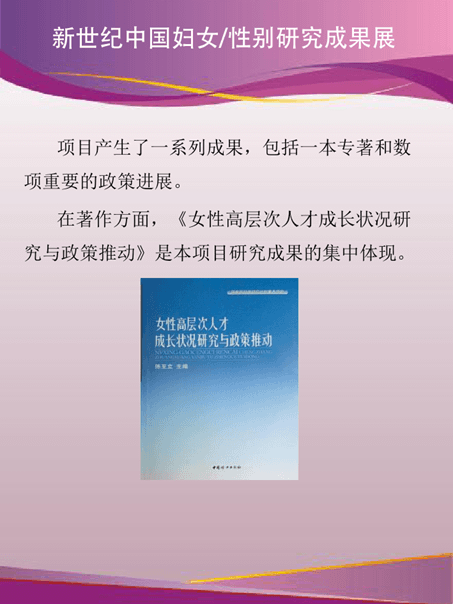 新世纪中国妇女/性别研究成果展
项目产生了一系列成果，包括一本专著和数
项重要的政策进展。
在著作方面，《女性高层次人才成长状况研
究与政策推动》是本项目研究成果的集中体现。
女性高层次人才
成长状况研究与政策推动
主编